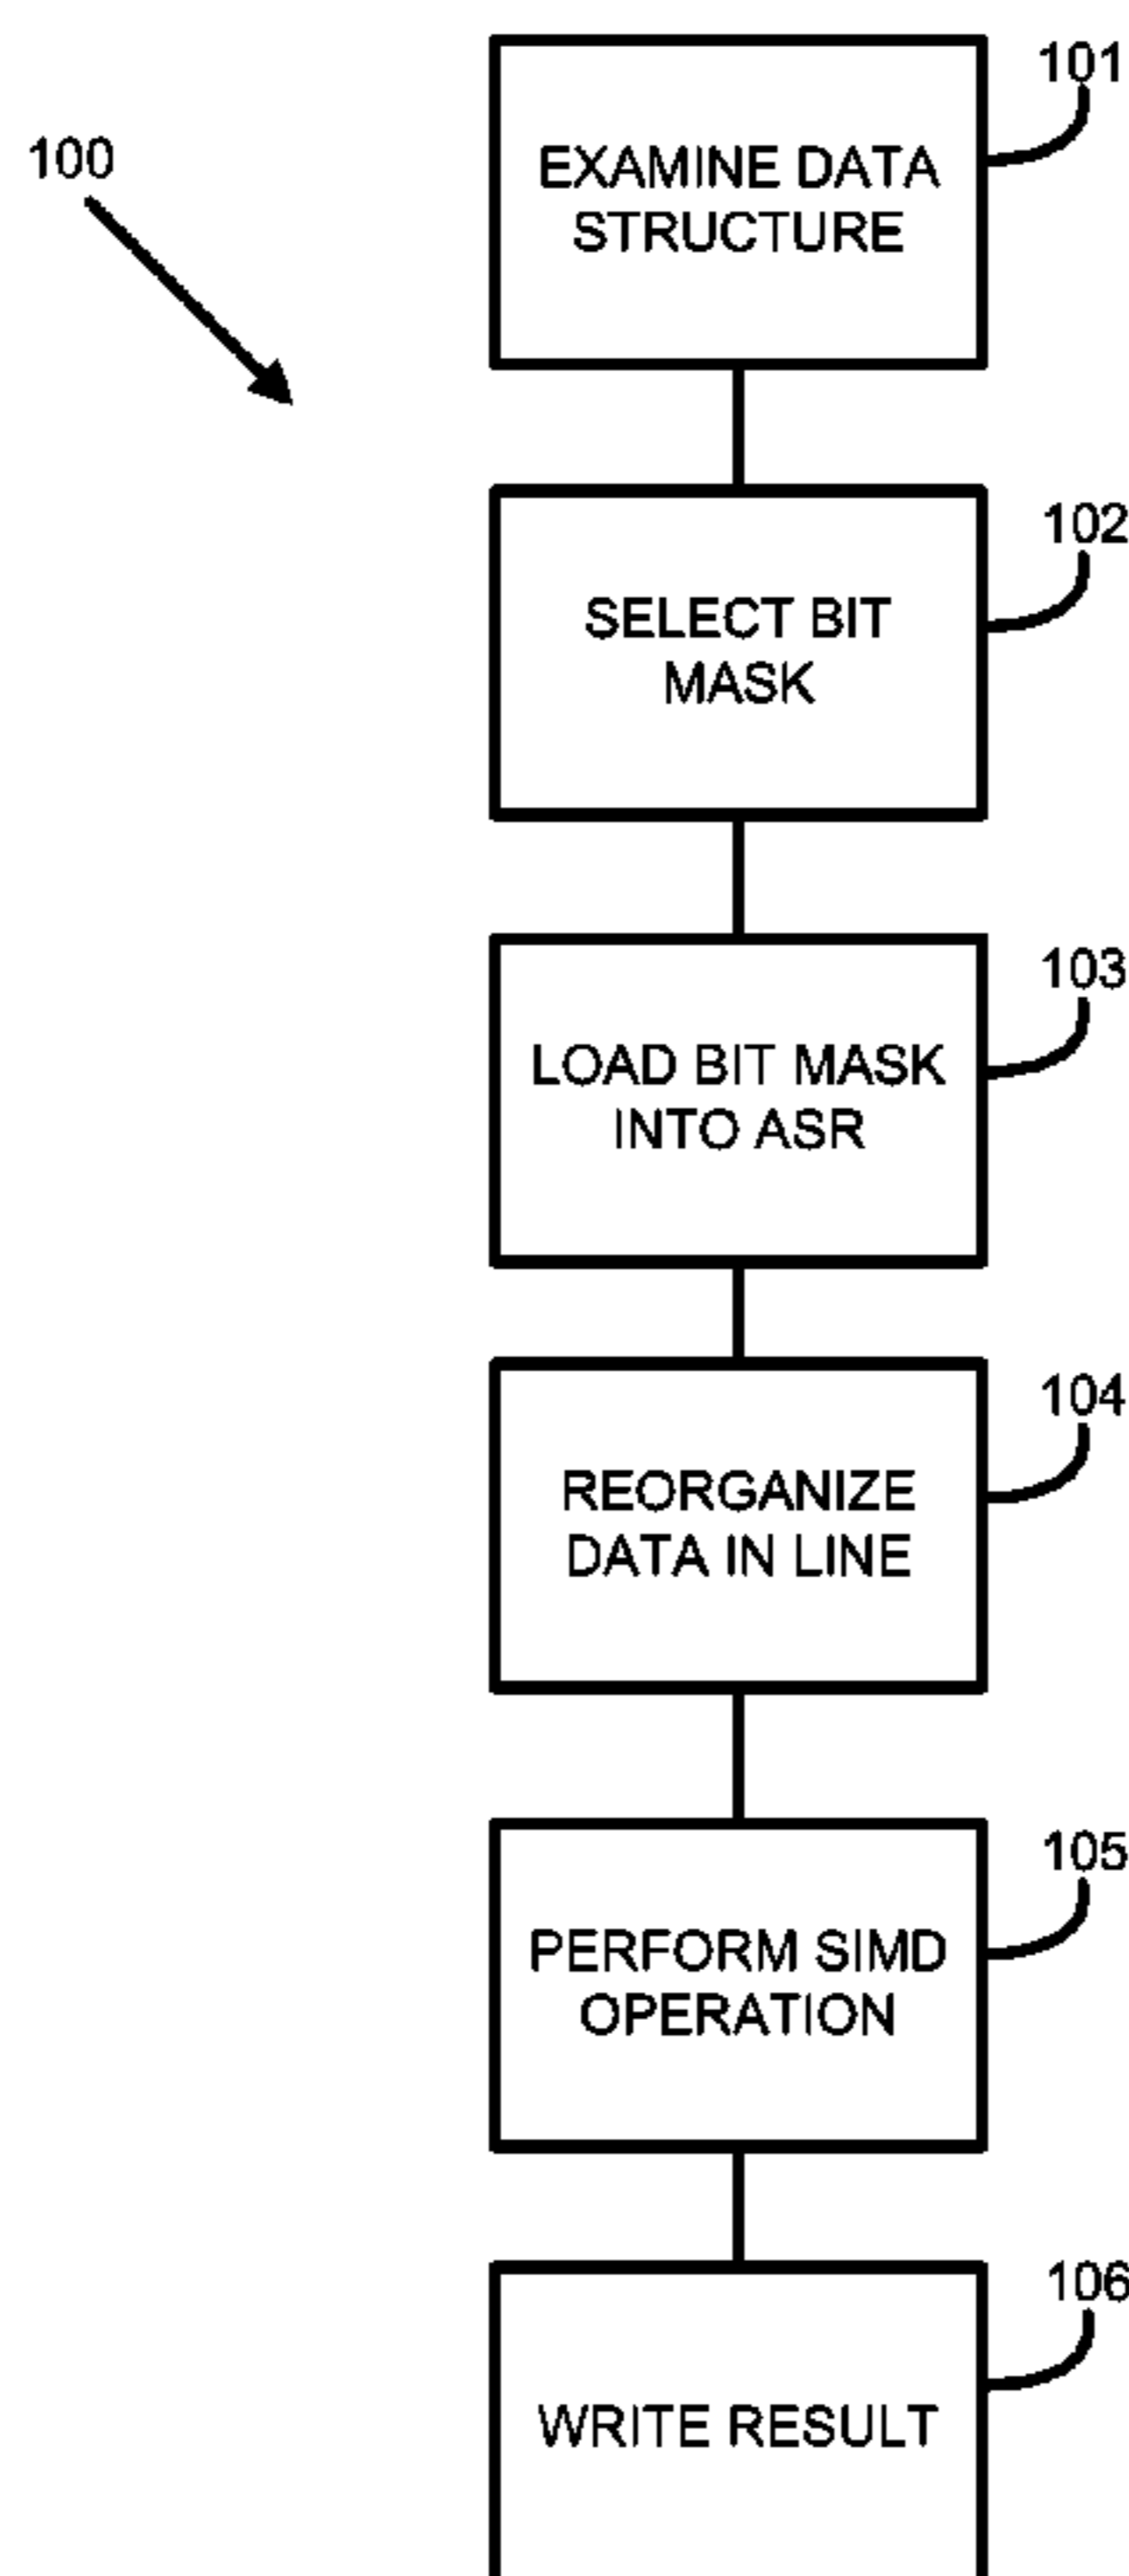 101
100
EXAMINE DATA
STRUCTURE
102
SELECT BIT
MASK
103
LOAD BIT MASK
INTO ASR
104
REORGANIZE
DATA IN LINE
105
PERFORM SIMD
OPERATION
106
WRITE RESULT